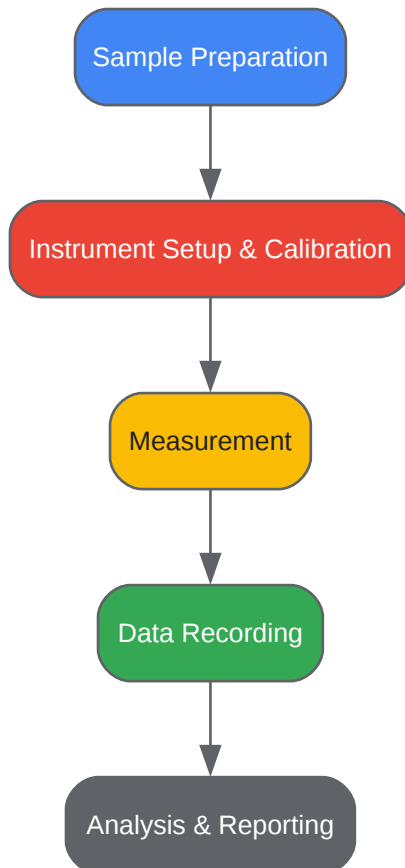 Sample Preparation
Instrument Setup & Calibration
Measurement
Data Recording
Analysis & Reporting